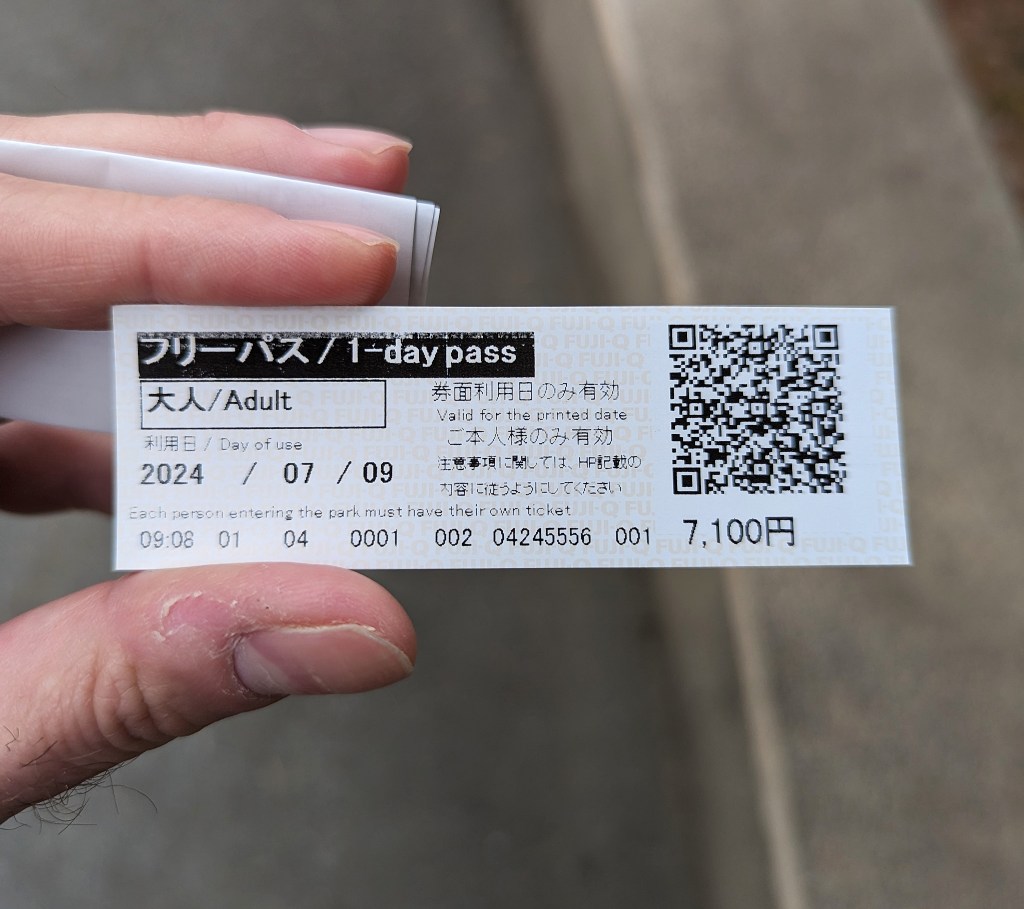 フリーパス / 1-day pass
大人/Adult
利用日 / Day of use
2024 / 07 / 09
券面利用日のみ有効
Valid for the printed date
ご本人様のみ有効
注意事項に関しては、HP記載の
内容に従うようにしてください
Each person entering the park must have their own ticket
09:08 01 04 0001 002 04245556 001
7,100円
FUJI-Q